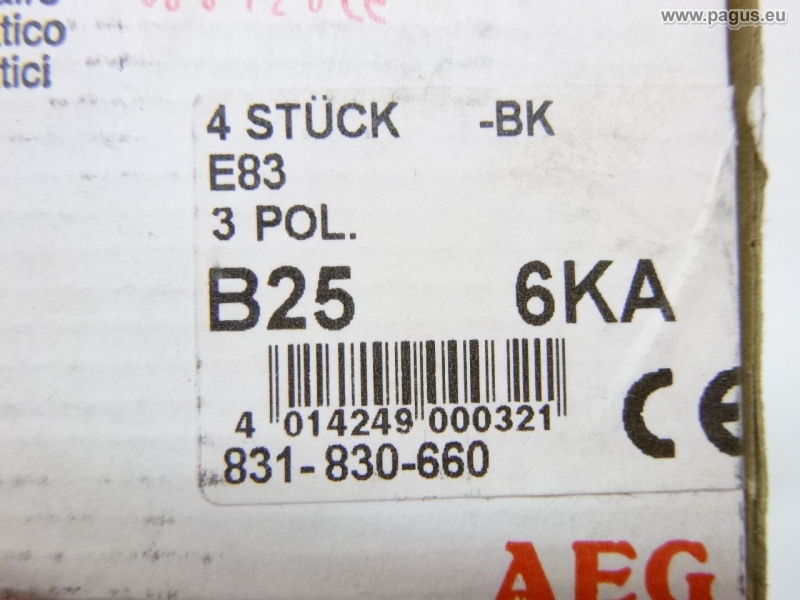 www.pagus.eu
tico
tici
4 STÜCK -BK
E83
3 POL.
B25 6KA
4 014249 000321
831-830-660
CE
AEG